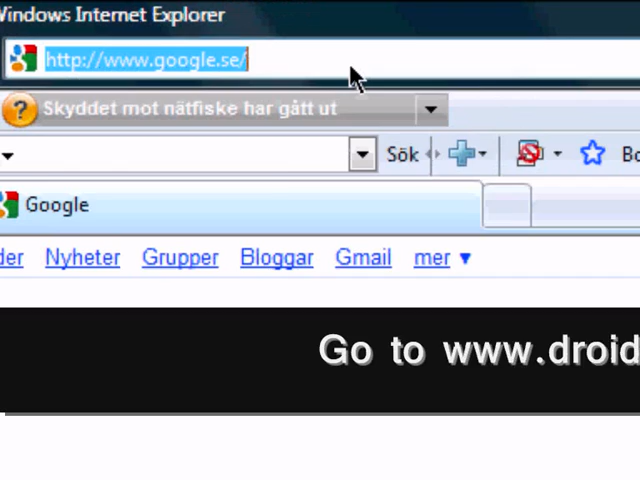 Windows Internet Explorer
http://www.google.se/
Skyddet mot nätfiske har gått ut
Sök
Google
Nyheter Grupper Bloggar Gmail mer
Go to www.droid